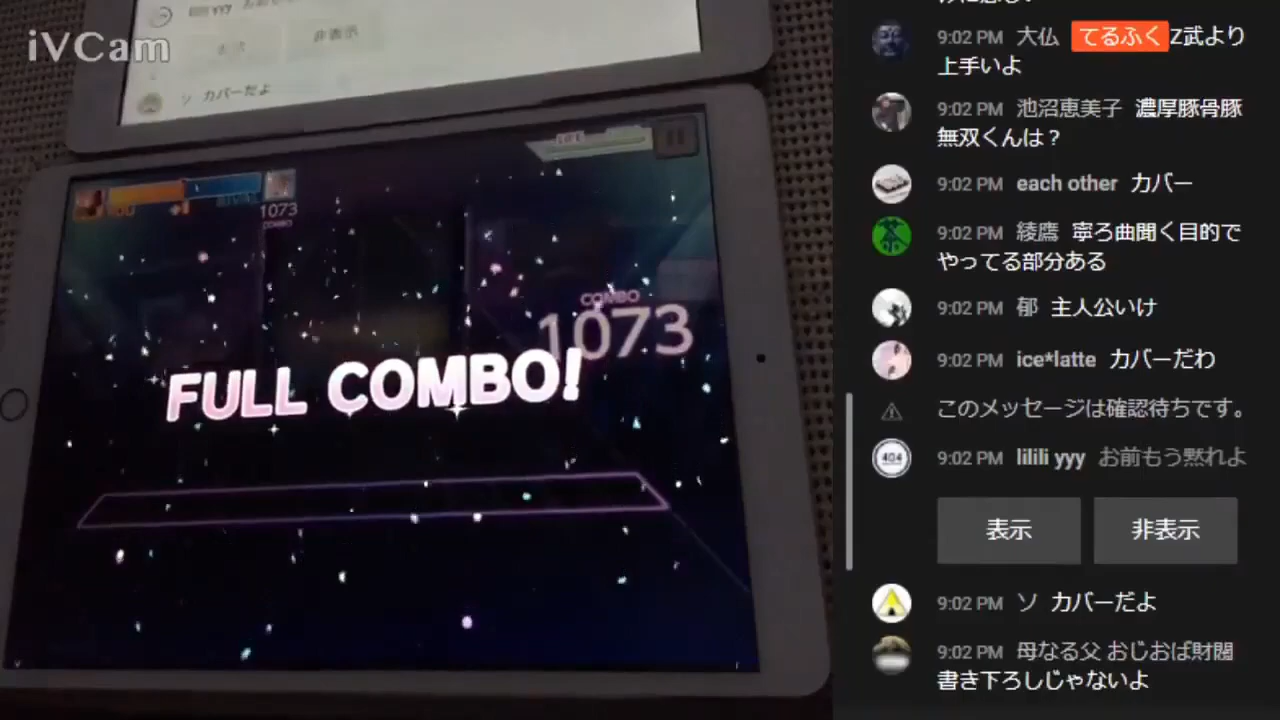 iVCam
非表示
ソ カバーだよ
LIFE
1073
COMBO
COMBO
1073
FULL COMBO!
9:02 PM 大仏 てるふくZ武より
上手いよ
9:02 PM 池沼恵美子 濃厚豚骨豚
無双くんは？
9:02 PM each other カバー
9:02 PM 綾鷹 寧ろ曲聞く目的で
やってる部分ある
9:02 PM 郁 主人公いけ
9:02 PM ice*latte カバーだわ
このメッセージは確認待ちです。
404
9:02 PM lilili yyy お前もう黙れよ
表示
非表示
9:02 PM ソ カバーだよ
9:02 PM 母なる父 おじおば財閥
書き下ろしじゃないよ